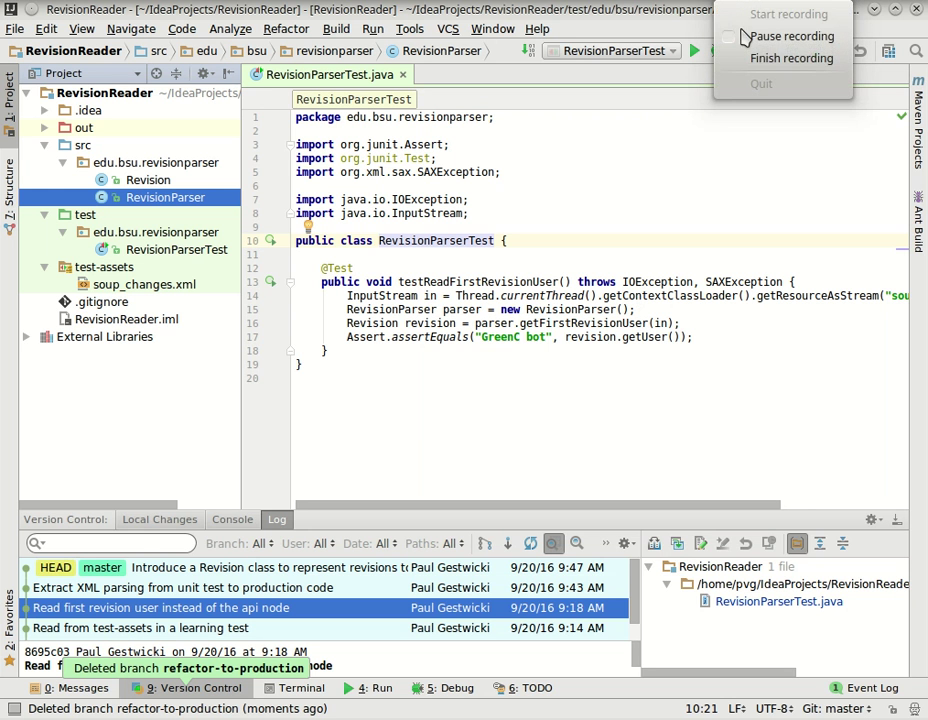 RevisionReader - [~/IdeaProjects/RevisionReader] - [RevisionReader] - ~/IdeaProjects/RevisionReader/test/edu/bsu/revisionparser
Start recording
Pause recording
Finish recording
Quit
File Edit View Navigate Code Analyze Refactor Build Run Tools VCS Window Help
RevisionReader src edu bsu revisionparser RevisionParser RevisionParserTest
1: Project
7: Structure
2: Favorites
Project
RevisionReader ~/IdeaProjects/
.idea
out
src
edu.bsu.revisionparser
Revision
RevisionParser
test
edu.bsu.revisionparser
RevisionParserTest
test-assets
soup_changes.xml
.gitignore
RevisionReader.iml
External Libraries
RevisionParserTest.java ×
RevisionParserTest
1 package edu.bsu.revisionparser;
2
3 import org.junit.Assert;
4 import org.junit.Test;
5 import org.xml.sax.SAXException;
6
7 import java.io.IOException;
8 import java.io.InputStream;
9
10 public class RevisionParserTest {
11
12 @Test
13 public void testReadFirstRevisionUser() throws IOException, SAXException {
14 InputStream in = Thread.currentThread().getContextClassLoader().getResourceAsStream("sou
15 RevisionParser parser = new RevisionParser();
16 Revision revision = parser.getFirstRevisionUser(in);
17 Assert.assertEquals("GreenC bot", revision.getUser());
18 }
19 }
20
Maven Projects
Ant Build
Version Control: Local Changes Console Log
Branch: All User: All Date: All Paths: All
HEAD master Introduce a Revision class to represent revisions to Paul Gestwicki 9/20/16 9:47 AM
Extract XML parsing from unit test to production code Paul Gestwicki 9/20/16 9:43 AM
Read first revision user instead of the api node Paul Gestwicki 9/20/16 9:18 AM
Read from test-assets in a learning test Paul Gestwicki 9/20/16 9:14 AM
RevisionReader 1 file
/home/pvg/IdeaProjects/RevisionReade
RevisionParserTest.java
8695c03 Paul Gestwicki on 9/20/16 at 9:18 AM
Read f node
Deleted branch refactor-to-production
0: Messages 9: Version Control Terminal 4: Run 5: Debug 6: TODO 1 Event Log
Deleted branch refactor-to-production (moments ago) 10:21 LF÷ UTF-8÷ Git: master÷